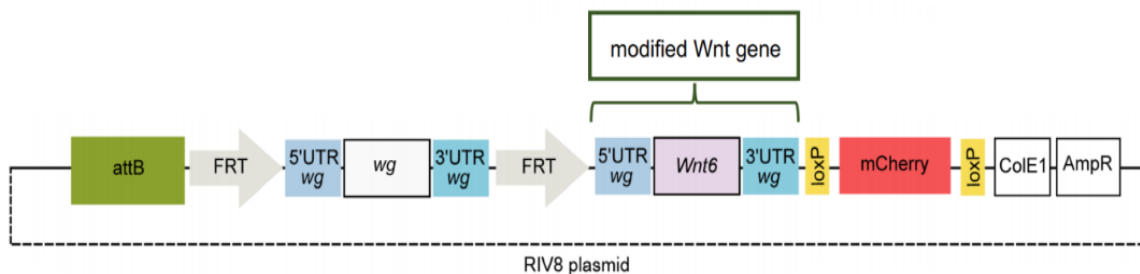 modified Wnt gene
attB
FRT
5'UTR
wg
wg
3'UTR
wg
FRT
5'UTR
wg
Wnt6
3'UTR
wg
loxP
mCherry
loxP
ColE1
AmpR
RIV8 plasmid